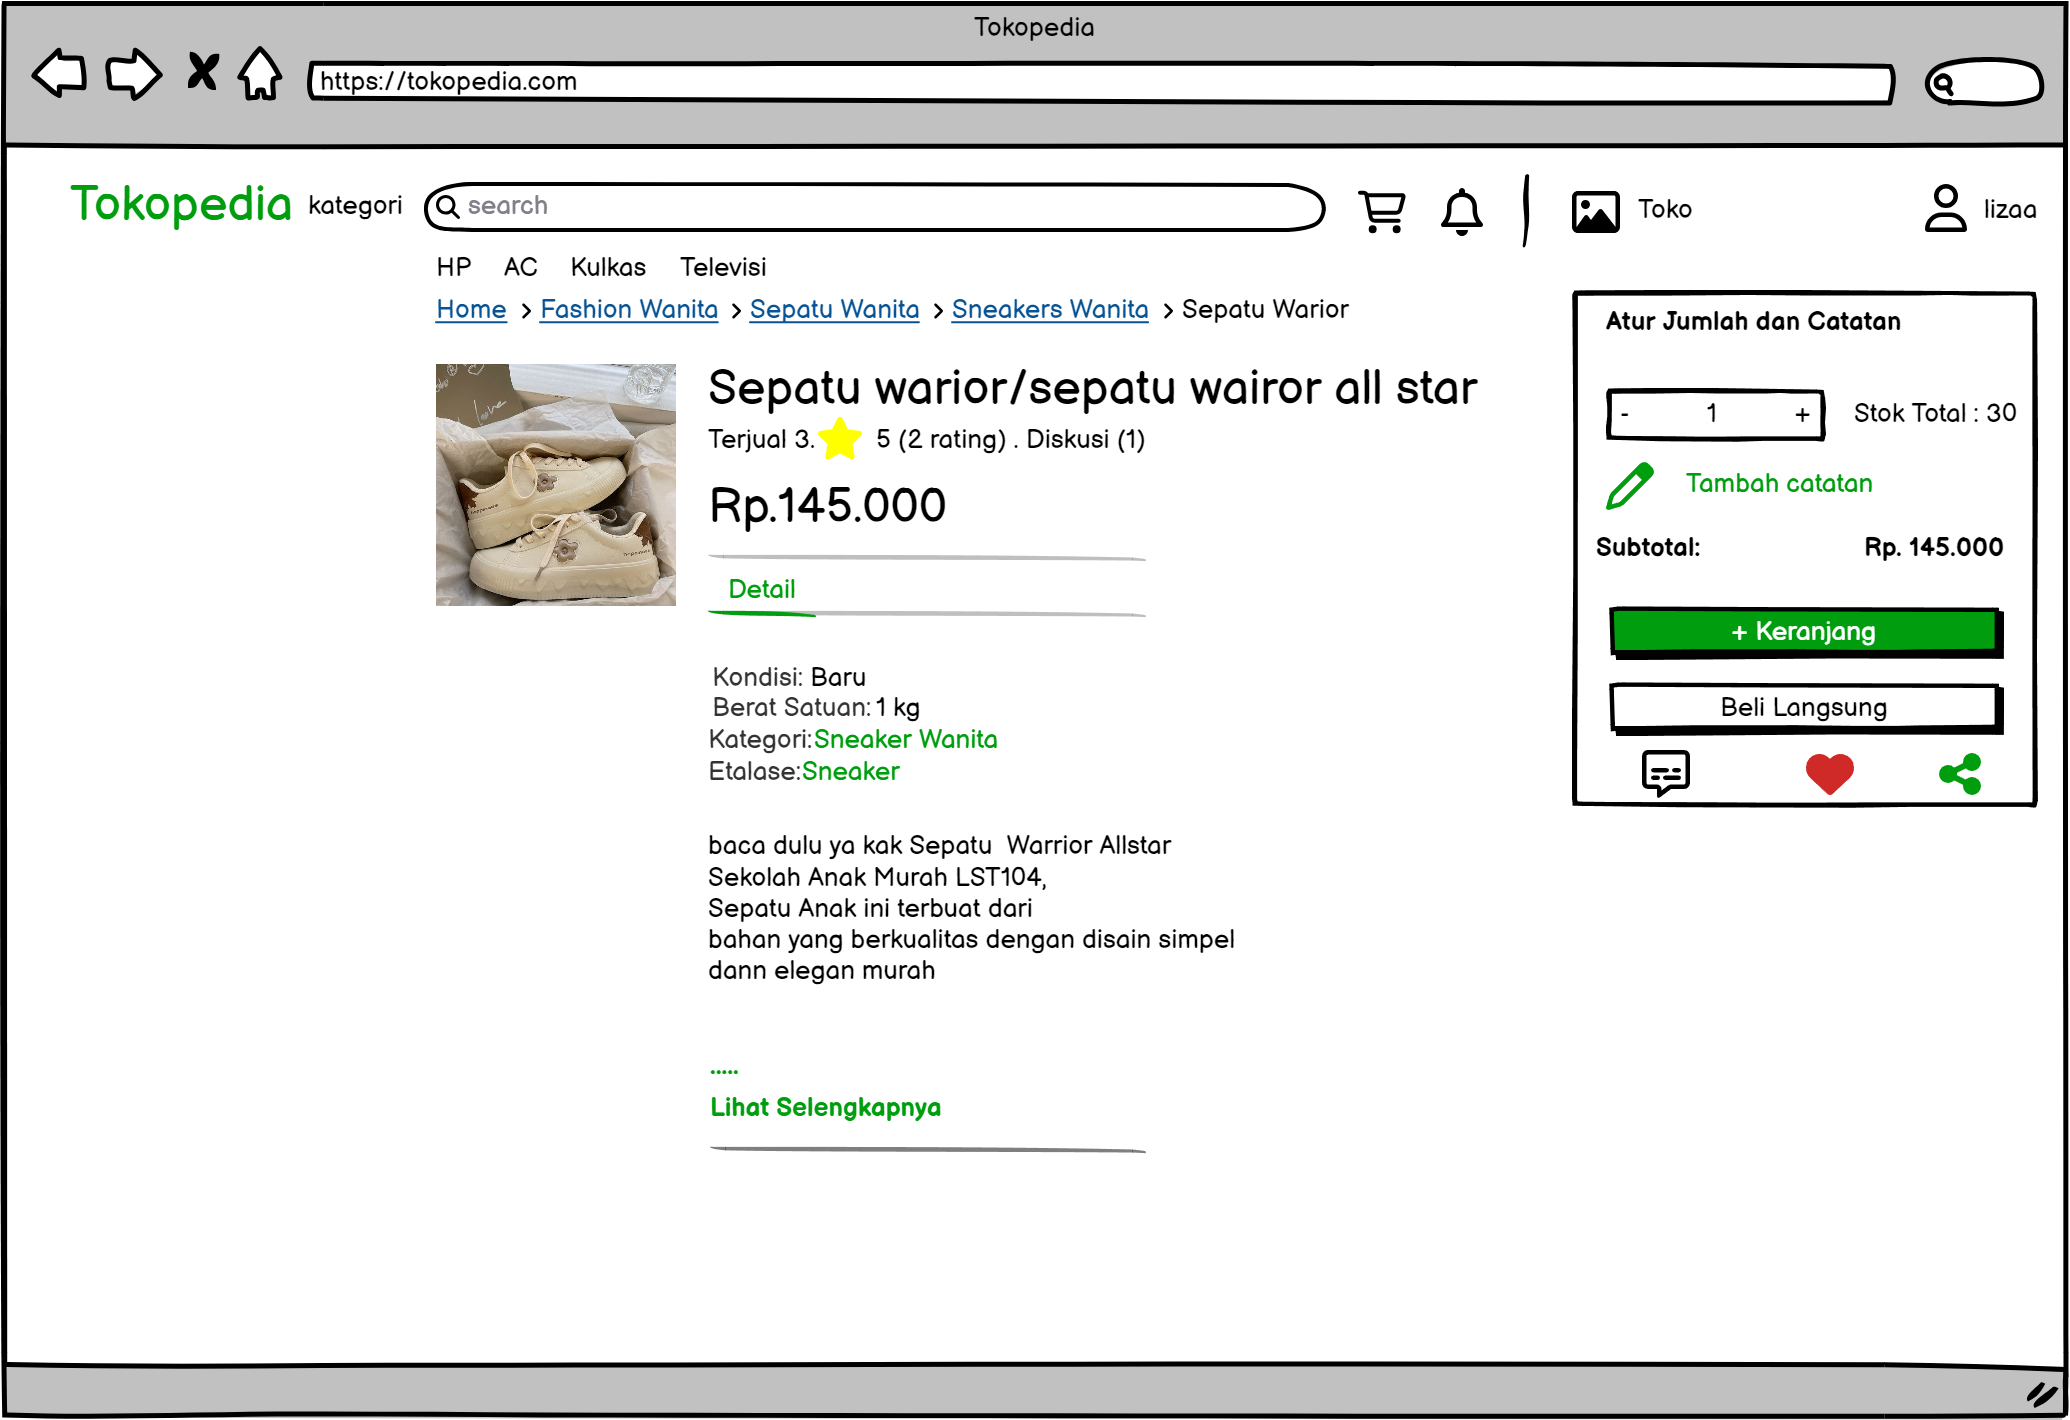 Tokopedia
https://tokopedia.com
Tokopedia kategori search Toko lizaa
HP AC Kulkas Televisi
Home > Fashion Wanita > Sepatu Wanita > Sneakers Wanita > Sepatu Warior
Sepatu warior/sepatu wairor all star
Terjual 3. 5 (2 rating) . Diskusi (1)
Rp.145.000
Detail
Kondisi: Baru
Berat Satuan: 1 kg
Kategori:Sneaker Wanita
Etalase:Sneaker
baca dulu ya kak Sepatu  Warrior Allstar
Sekolah Anak Murah LST104,
Sepatu Anak ini terbuat dari
bahan yang berkualitas dengan disain simpel
dann elegan murah
.....
Lihat Selengkapnya
Atur Jumlah dan Catatan
- 1 + Stok Total : 30
Tambah catatan
Subtotal: Rp. 145.000
+ Keranjang
Beli Langsung